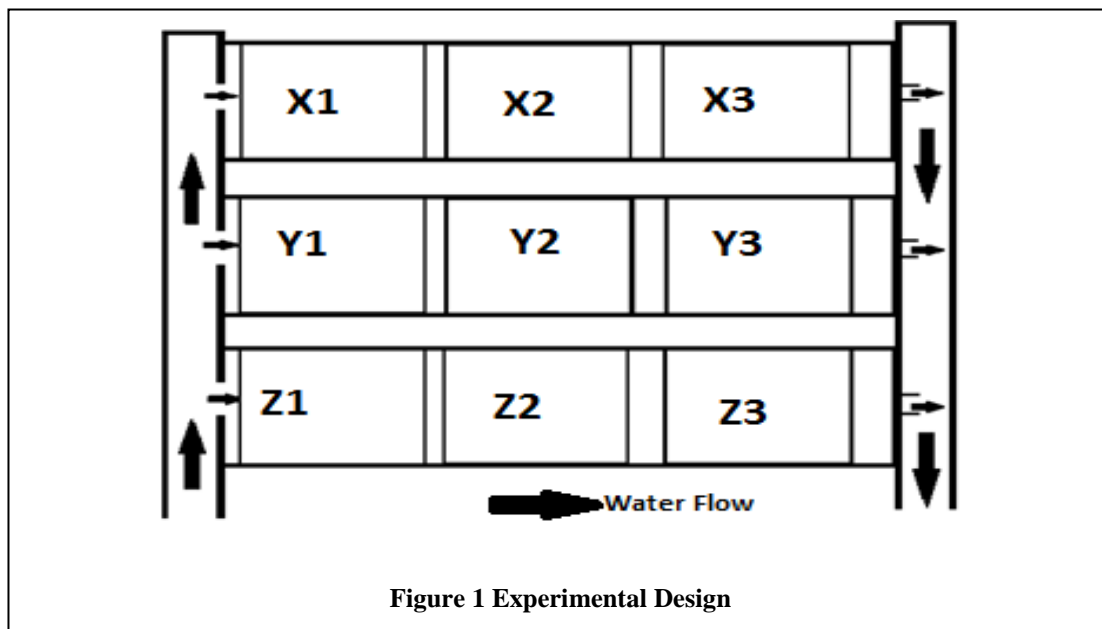 X1 X2 X3
Y1 Y2 Y3
Z1 Z2 Z3
Water Flow
Figure 1 Experimental Design